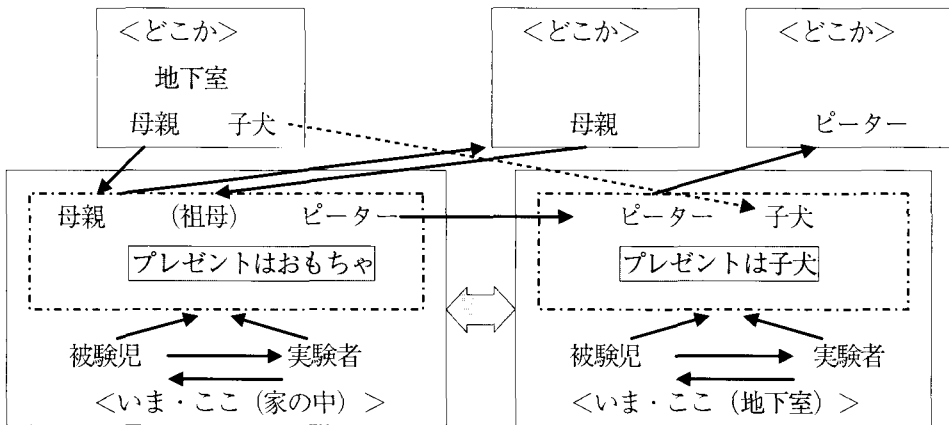 <どこか>
地下室
母親 子犬
<どこか>
母親
<どこか>
ピーター
母親 (祖母) ピーター
プレゼントはおもちゃ
被験児 実験者
<いま・ここ（家の中）>
ピーター 子犬
プレゼントは子犬
被験児 実験者
<いま・ここ（地下室）>